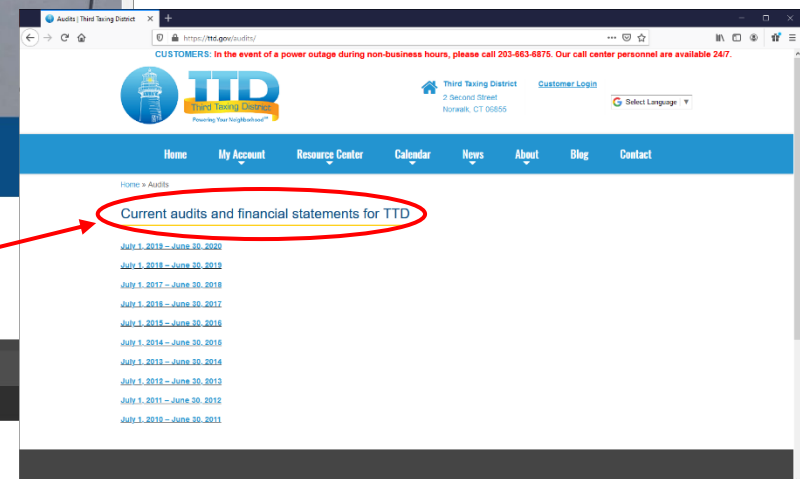 Audits | Third Taxing District
https://ttd.gov/audits/
CUSTOMERS: In the event of a power outage during non-business hours, please call 203-663-6875. Our call center personnel are available 24/7.
TTD
Third Taxing District
Powering Your Neighborhood™
Third Taxing District
2 Second Street
Norwalk, CT 06855
Customer Login
G Select Language ▼
Home My Account Resource Center Calendar News About Blog Contact
Home » Audits
Current audits and financial statements for TTD
July 1, 2019 – June 30, 2020
July 1, 2018 – June 30, 2019
July 1, 2017 – June 30, 2018
July 1, 2016 – June 30, 2017
July 1, 2015 – June 30, 2016
July 1, 2014 – June 30, 2015
July 1, 2013 – June 30, 2014
July 1, 2012 – June 30, 2013
July 1, 2011 – June 30, 2012
July 1, 2010 – June 30, 2011